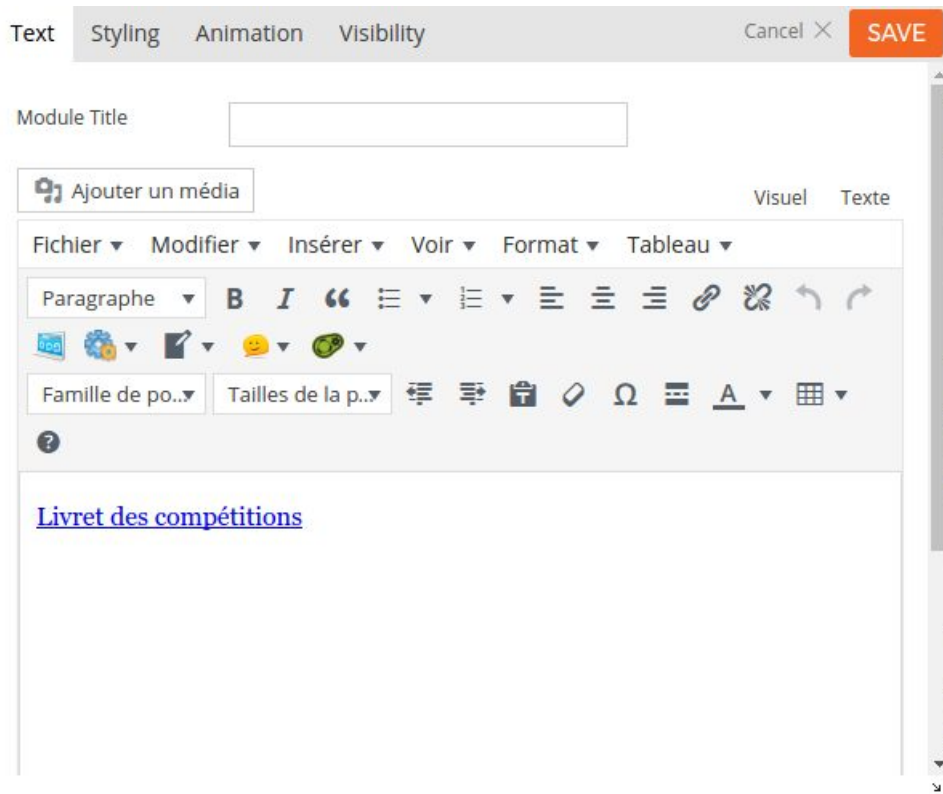 Text Styling Animation Visibility Cancel SAVE
Module Title
Ajouter un média
Visuel Texte
Fichier Modifier Insérer Voir Format Tableau
Paragraphe B I
Famille de po.. Tailles de la p.. Ω A
Livret des compétitions